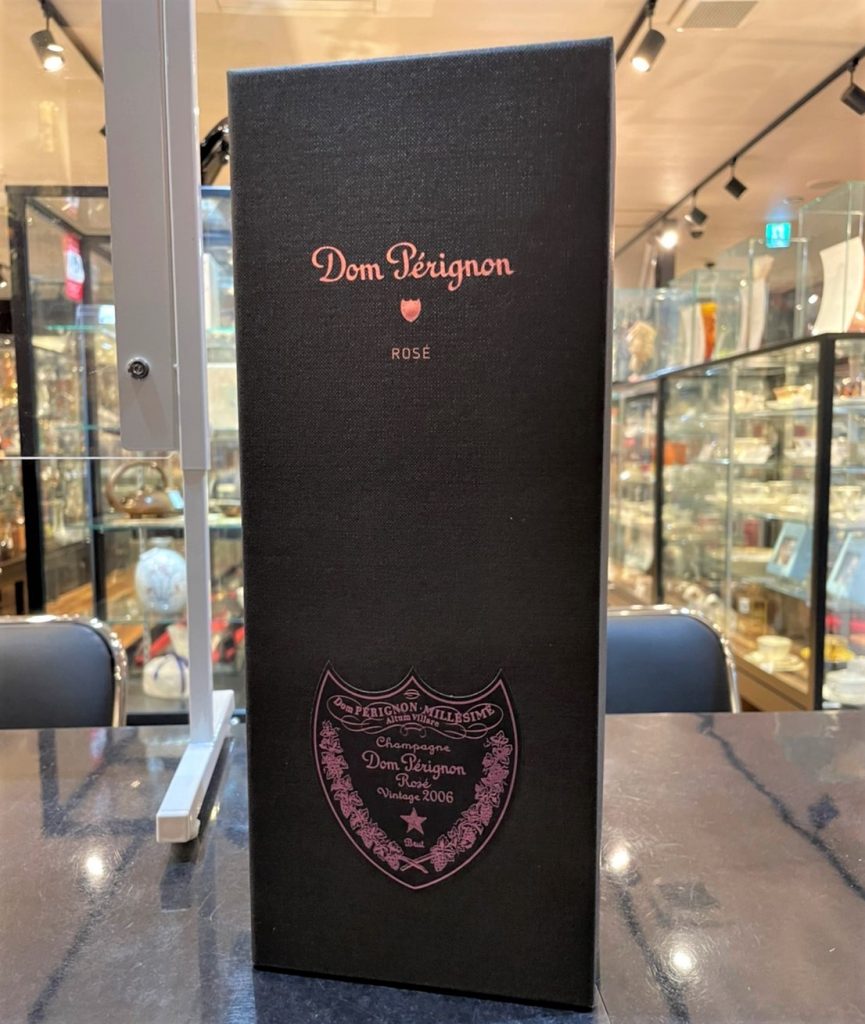 Dom Pérignon
ROSÉ
Dom PÉRIGNON · MILLÉSIME
Altum Villare
Champagne
Dom Pérignon
Rosé
Vintage 2006
Brut